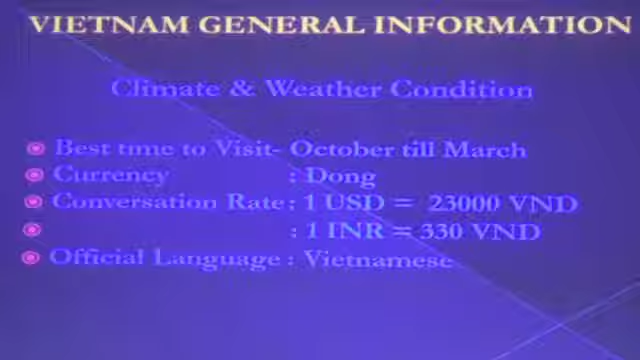 VIETNAM GENERAL INFORMATION
Climate & Weather Condition
Best time to Visit- October till March
Currency : Dong
Conversation Rate : 1 USD = 23000 VND
: 1 INR = 330 VND
Official Language : Vietnamese